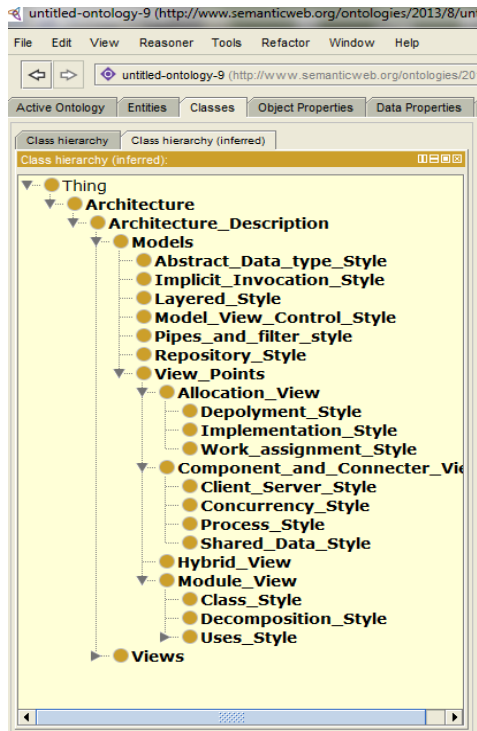 untitled-ontology-9 (http://www.semanticweb.org/ontologies/2013/8/unt
File Edit View Reasoner Tools Refactor Window Help
untitled-ontology-9 (http://www.semanticweb.org/ontologies/20
Active Ontology Entities Classes Object Properties Data Properties
Class hierarchy Class hierarchy (inferred)
Class hierarchy (inferred):
Thing
Architecture
Architecture_Description
Models
Abstract_Data_type_Style
Implicit_Invocation_Style
Layered_Style
Model_View_Control_Style
Pipes_and_filter_style
Repository_Style
View_Points
Allocation_View
Depolyment_Style
Implementation_Style
Work_assignment_Style
Component_and_Connecter_Vie
Client_Server_Style
Concurrency_Style
Process_Style
Shared_Data_Style
Hybrid_View
Module_View
Class_Style
Decomposition_Style
Uses_Style
Views